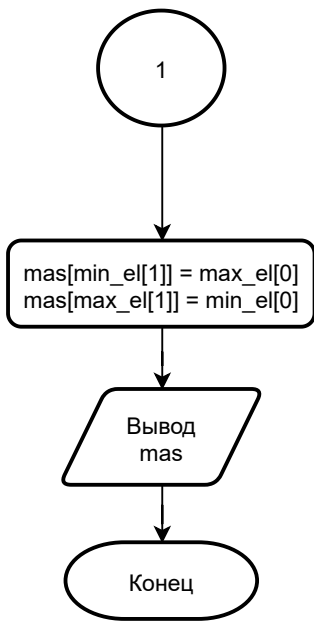 1
mas[min_el[1]] = max_el[0]
mas[max_el[1]] = min_el[0]
Вывод
mas
Конец